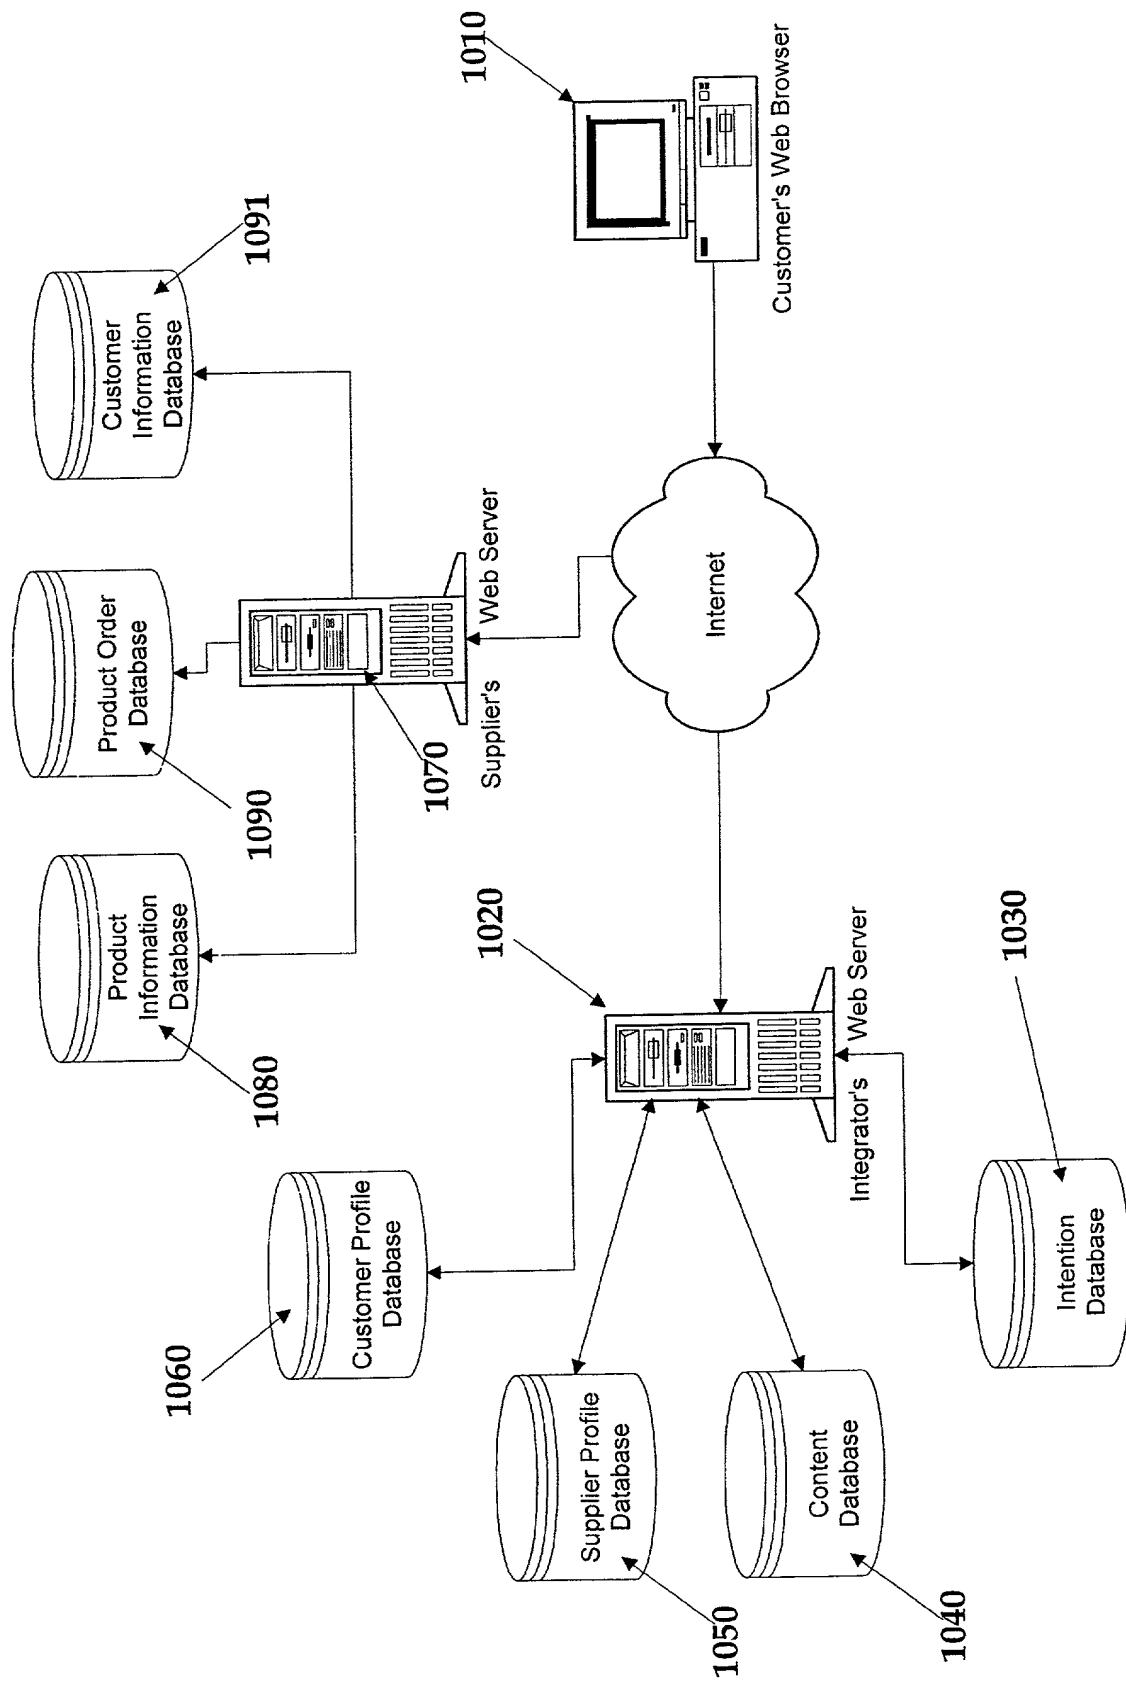 1060
Customer Profile
Database
1050
Supplier Profile
Database
1040
Content
Database
1030
Intention
Database
1020
Integrator's Web Server
1080
Product
Information
Database
1090
Product Order
Database
1091
Customer
Information
Database
1070
Supplier's Web Server
Internet
1010
Customer's Web Browser